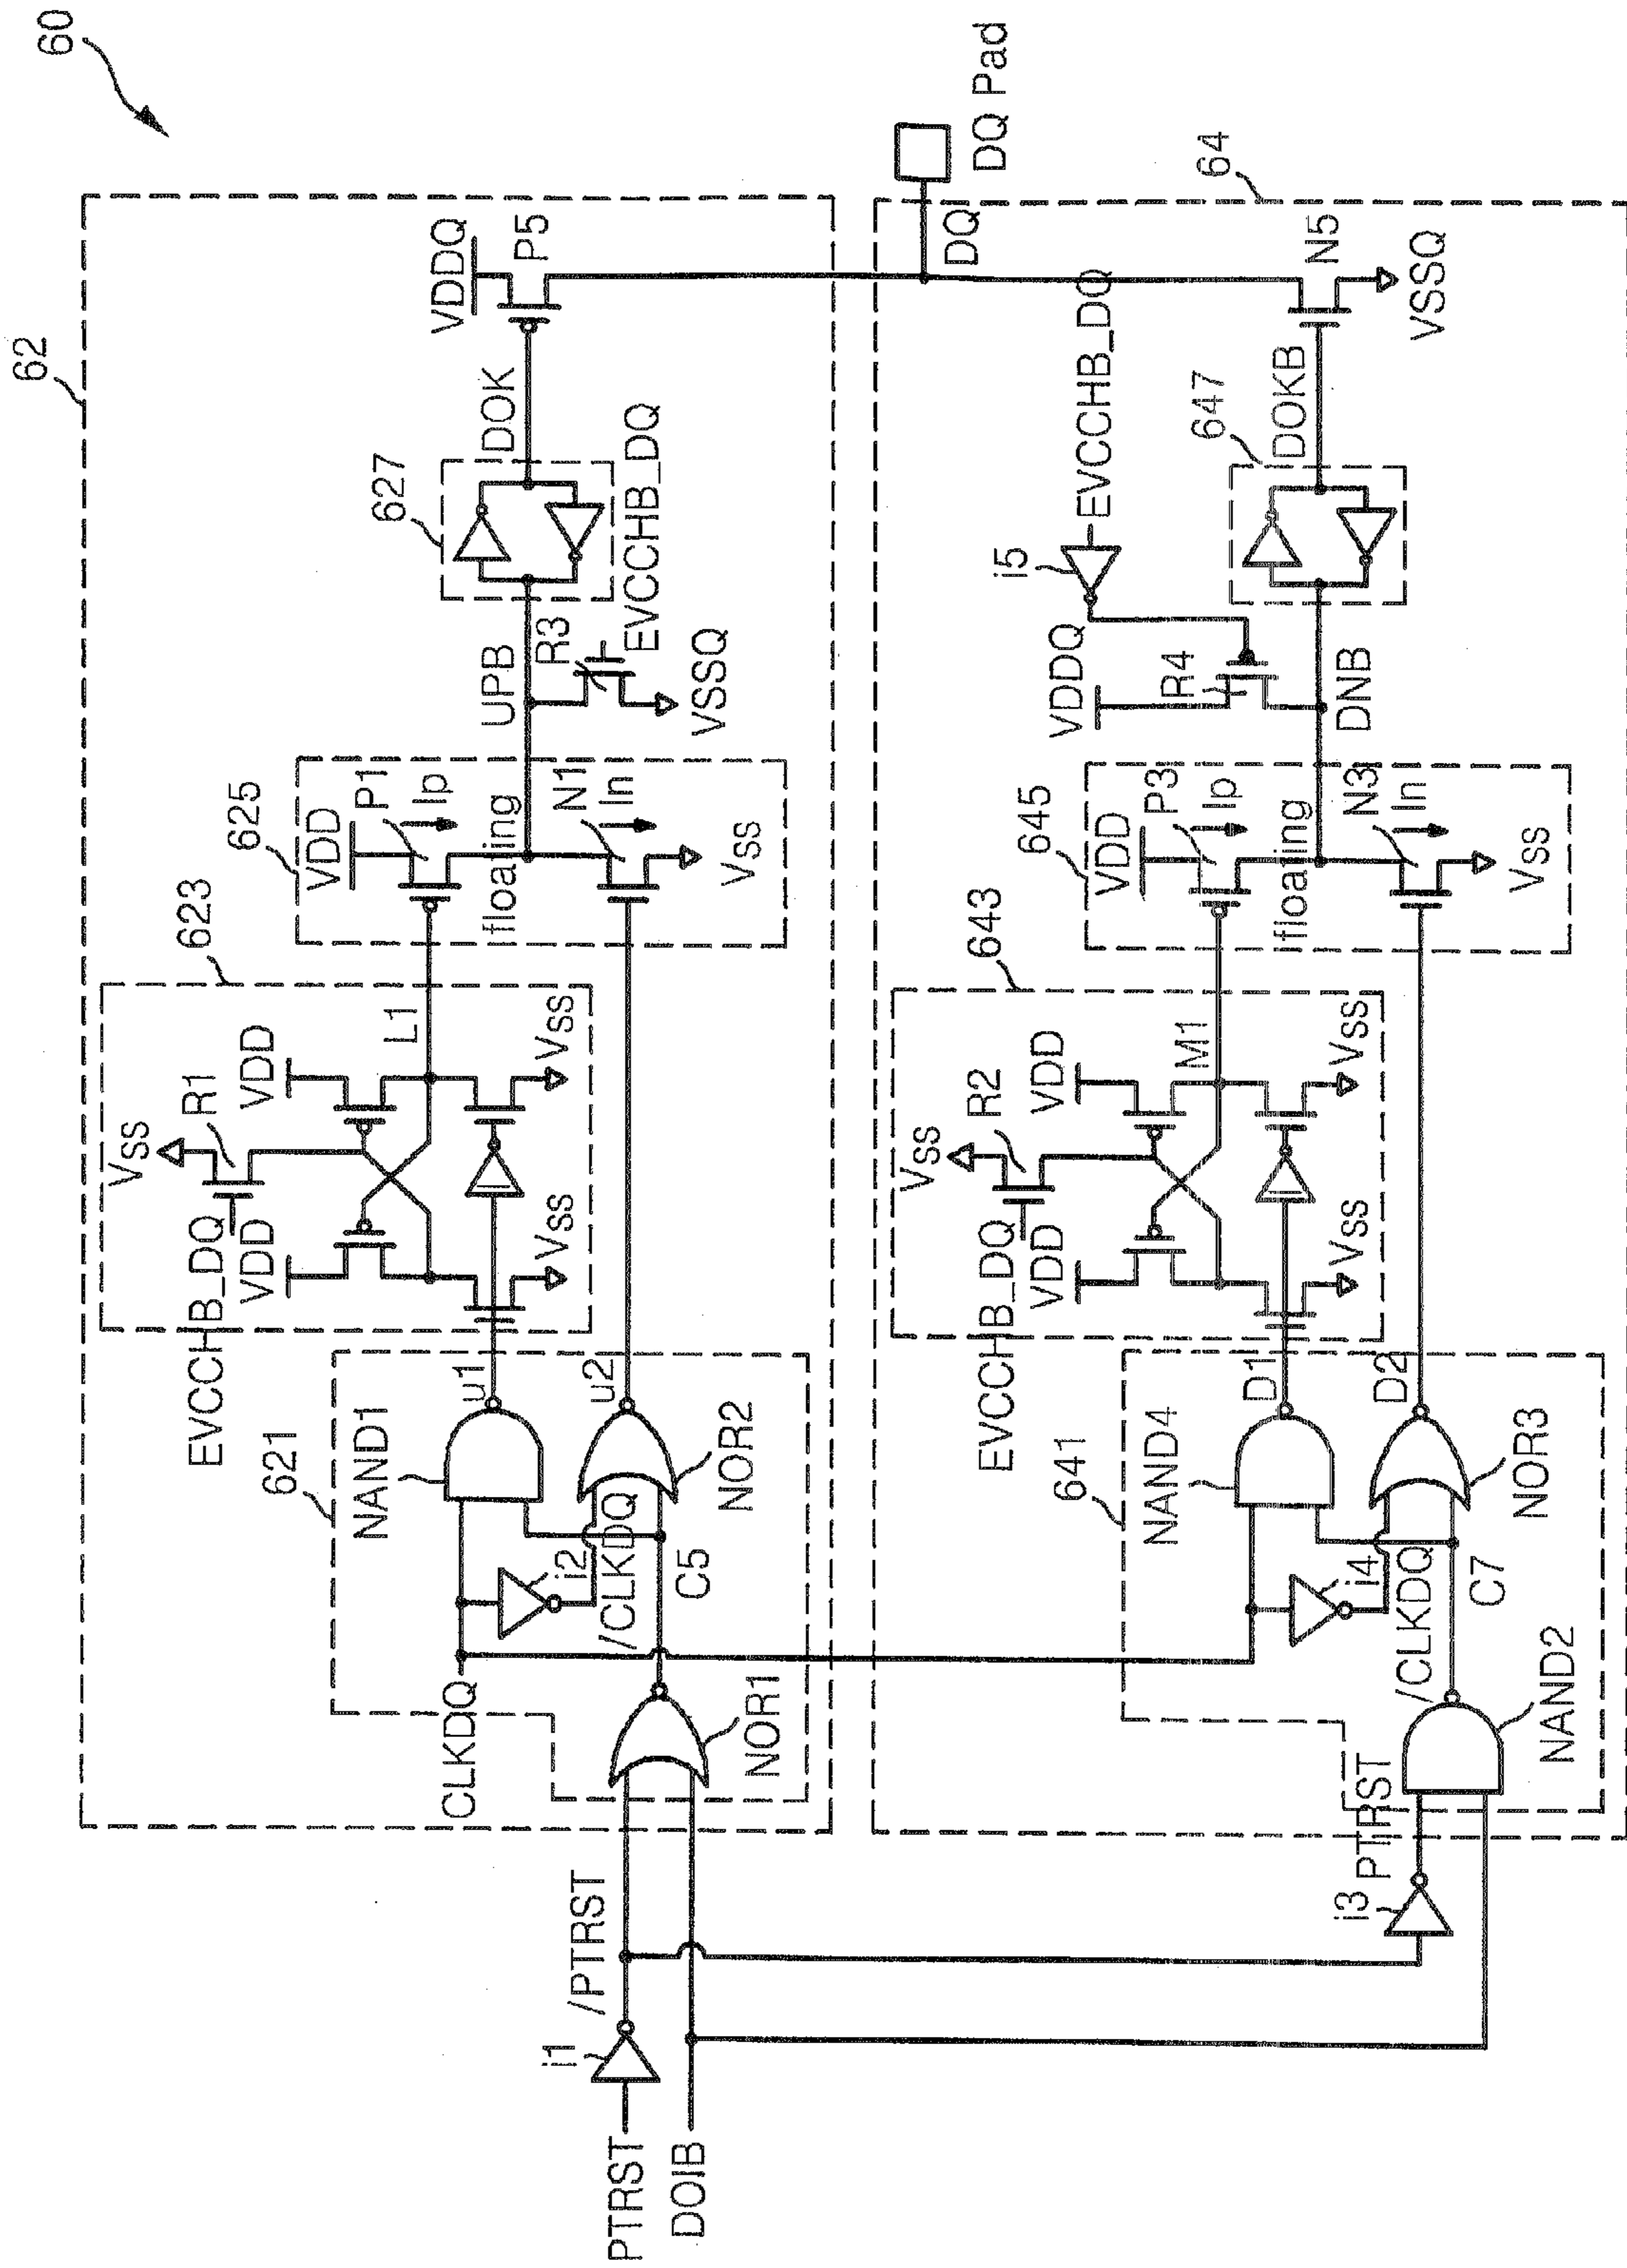 60
62
VDDQ
P5
DOK
627
EVCCHB_DQ
UPB
R3
VSSQ
625
VDD
P1
Ip
floating
N1
In
VSS
623
VSS
R1
VDD
L1
VSS
EVCCHB_DQ
VDD
VSS
621
NAND1
u1
u2
i2
/CLKDQ
NOR2
C5
CLKDQ
NOR1
i1
/PTRST
PTRST
DOIB
DQ Pad
DQ
64
N5
VSSQ
EVCCHB_DQ
i5
647
DOKB
VDDQ
R4
DNB
645
VDD
P3
Ip
floating
N3
In
VSS
643
VSS
R2
VDD
M1
VSS
EVCCHB_DQ
VDD
VSS
641
NAND4
D1
D2
i4
/CLKDQ
NOR3
C7
NAND2
PTRST
i3